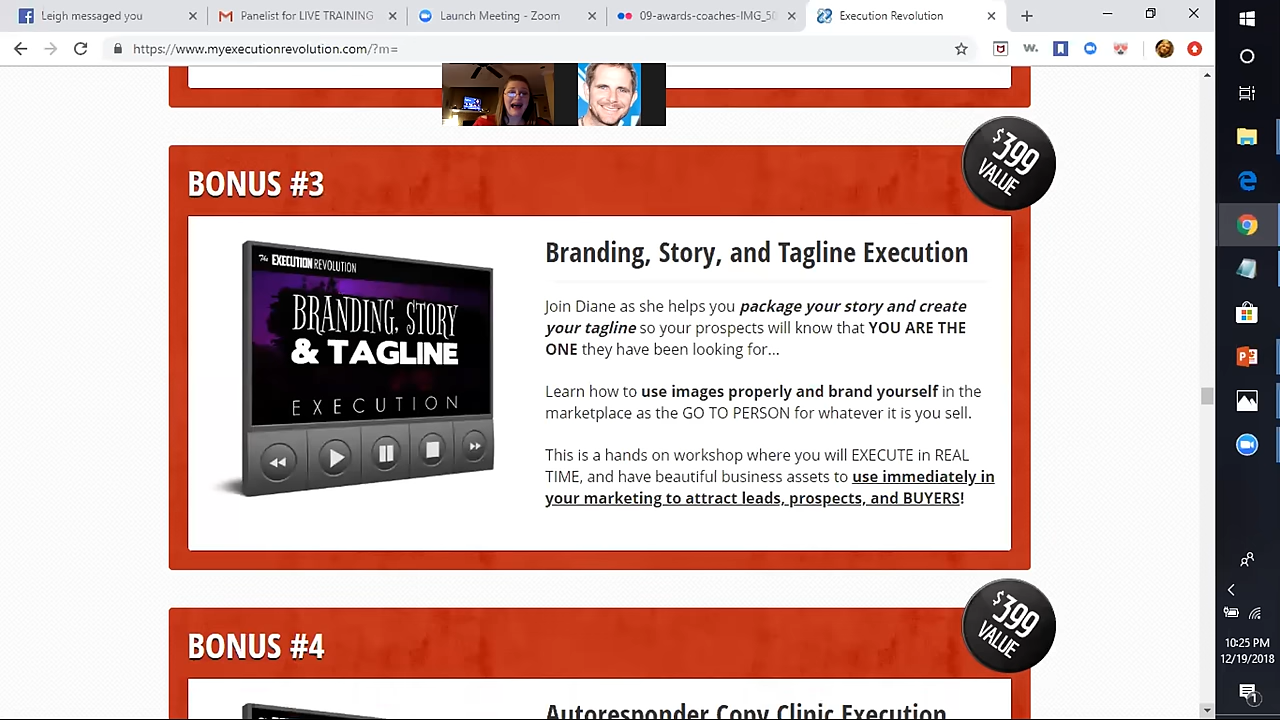 Leigh messaged you
Panelist for LIVE TRAINING
Launch Meeting - Zoom
09-awards-coaches-IMG_50
Execution Revolution
https://www.myexecutionrevolution.com/?m=
w.
$399
VALUE
BONUS #3
Branding, Story, and Tagline Execution
The EXECUTION REVOLUTION
BRANDING, STORY
& TAGLINE
EXECUTION
Join Diane as she helps you package your story and create
your tagline so your prospects will know that YOU ARE THE
ONE they have been looking for...
Learn how to use images properly and brand yourself in the
marketplace as the GO TO PERSON for whatever it is you sell.
This is a hands on workshop where you will EXECUTE in REAL
TIME, and have beautiful business assets to use immediately in
your marketing to attract leads, prospects, and BUYERS!
$399
VALUE
BONUS #4
Autoresponder Copy Clinic Execution
10:25 PM
12/19/2018
1